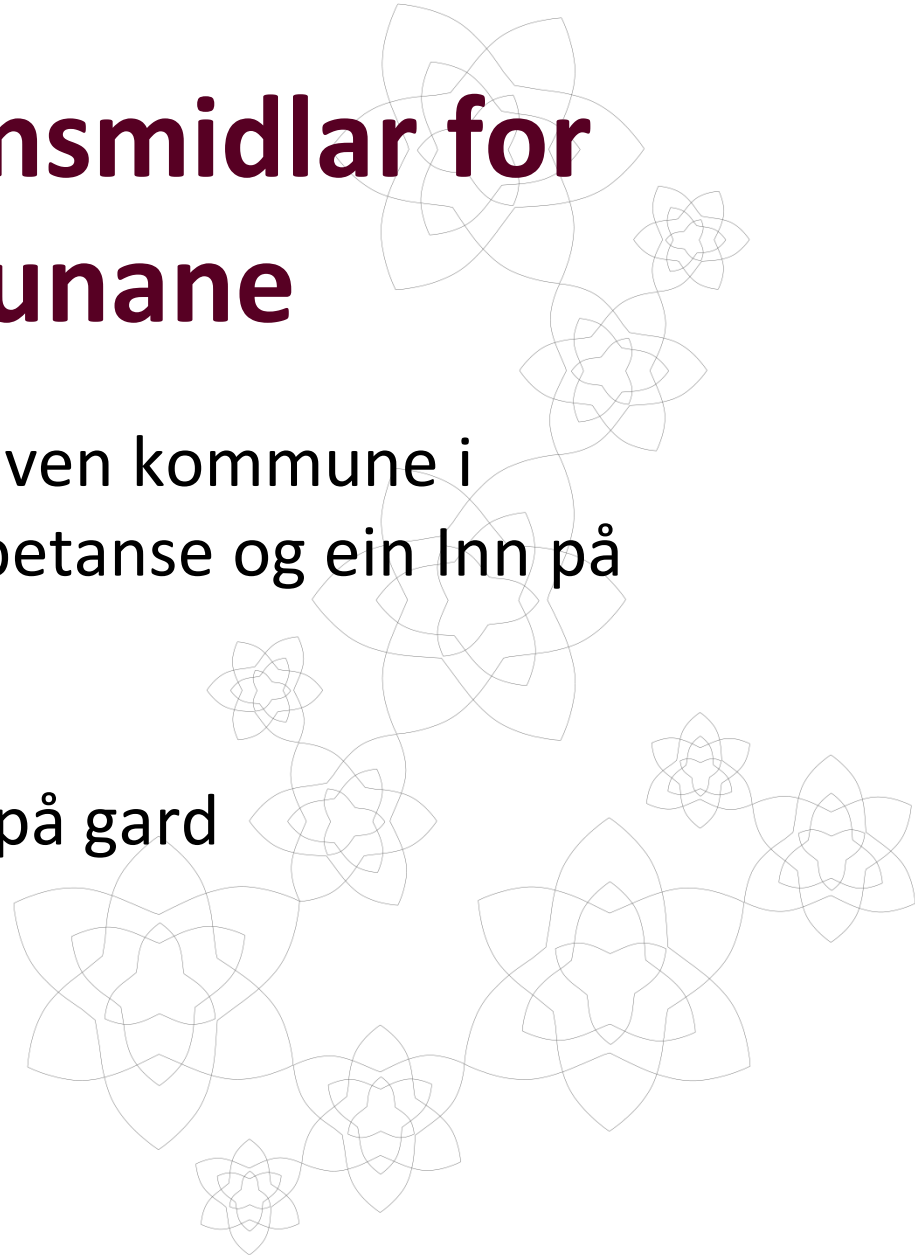 nsmidlar for
unane
ven kommune i
petanse og ein Inn på
på gard